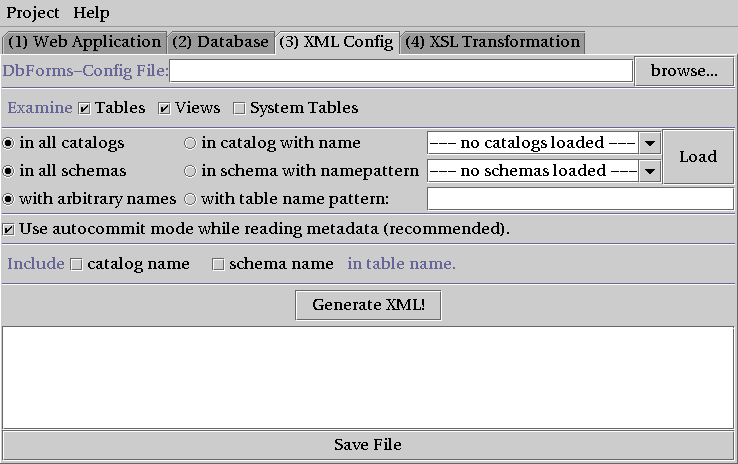 Project Help
(1) Web Application (2) Database (3) XML Config (4) XSL Transformation
DbForms-Config File: browse...
Examine Tables Views System Tables
in all catalogs in catalog with name --- no catalogs loaded ---
in all schemas in schema with namepattern --- no schemas loaded --- Load
with arbitrary names with table name pattern:
Use autocommit mode while reading metadata (recommended).
Include catalog name schema name in table name.
Generate XML!
Save File